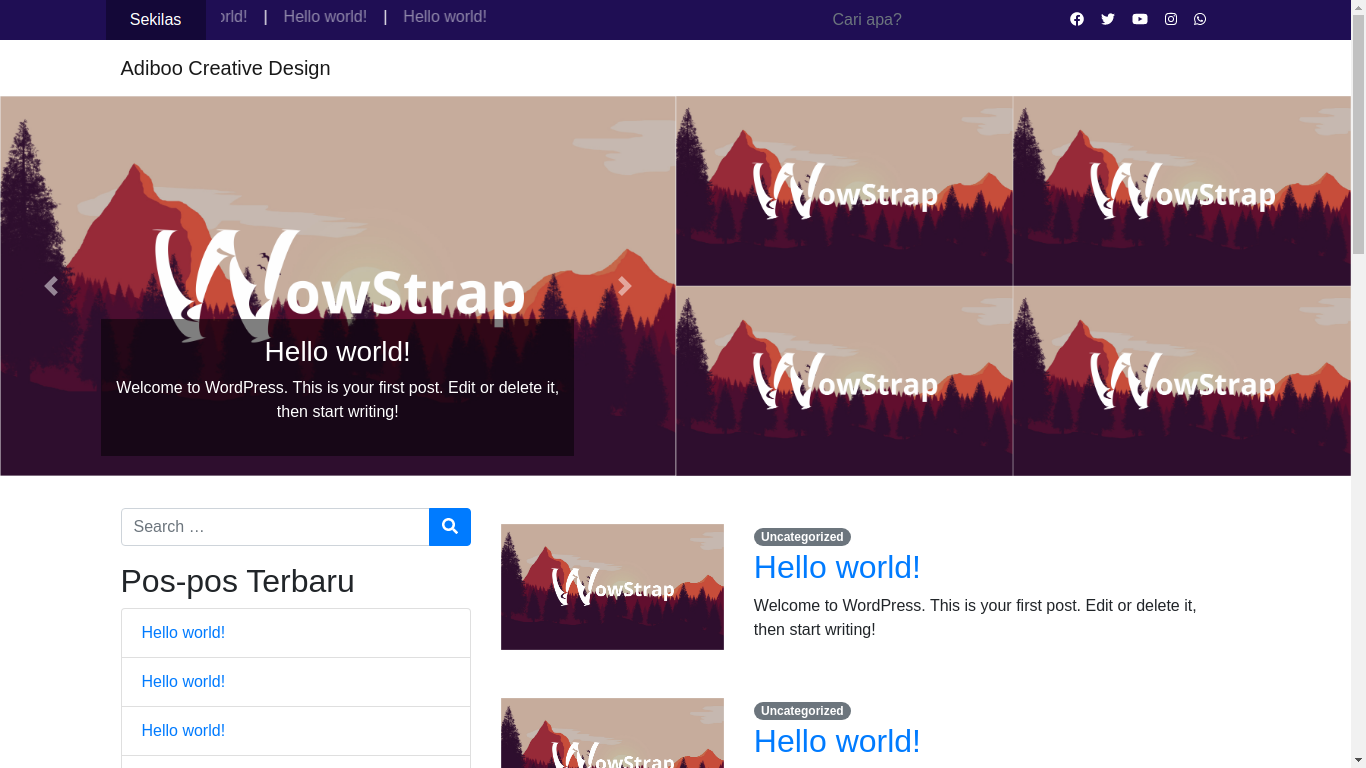 Sekilas
Hello world! | Hello world!
Cari apa?
Adiboo Creative Design
WowStrap
Hello world!
Welcome to WordPress. This is your first post. Edit or delete it,
then start writing!
WowStrap
WowStrap
WowStrap
WowStrap
Search …
Pos-pos Terbaru
Hello world!
Hello world!
Hello world!
WowStrap
Uncategorized
Hello world!
Welcome to WordPress. This is your first post. Edit or delete it,
then start writing!
WowStrap
Uncategorized
Hello world!